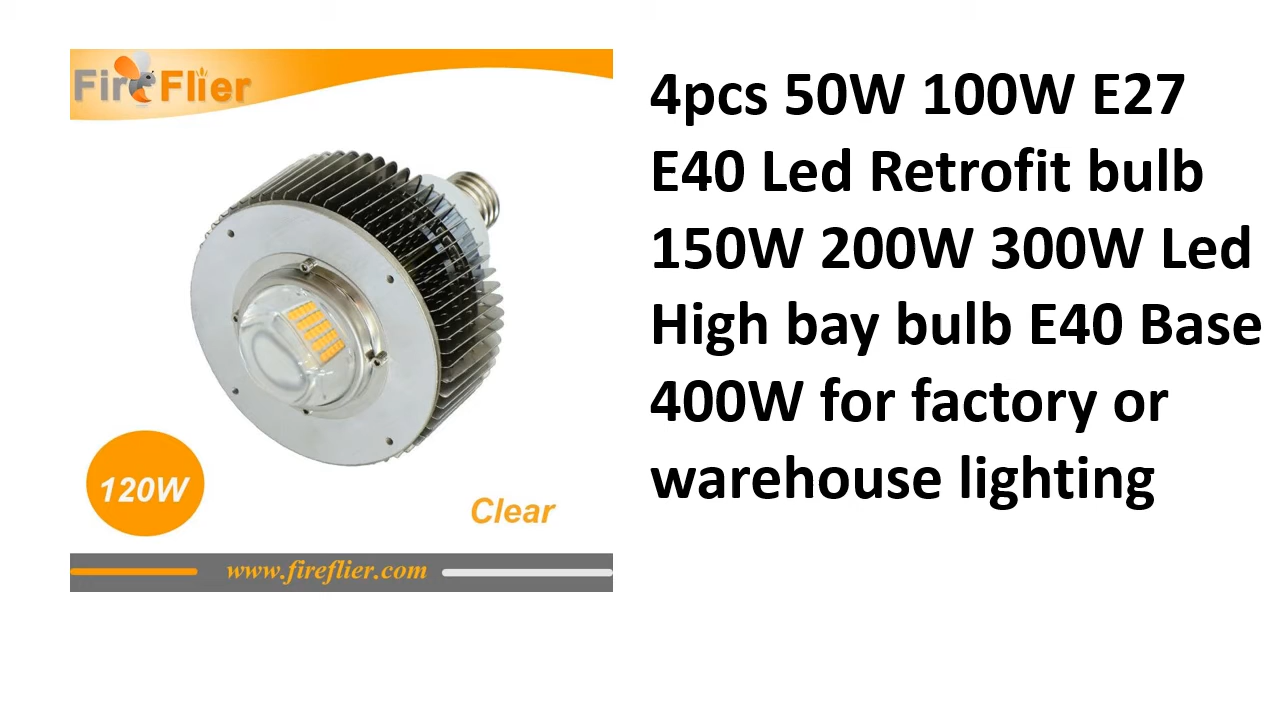 FireFlier
120W
Clear
www.fireflier.com
4pcs 50W 100W E27
E40 Led Retrofit bulb
150W 200W 300W Led
High bay bulb E40 Base
400W for factory or
warehouse lighting